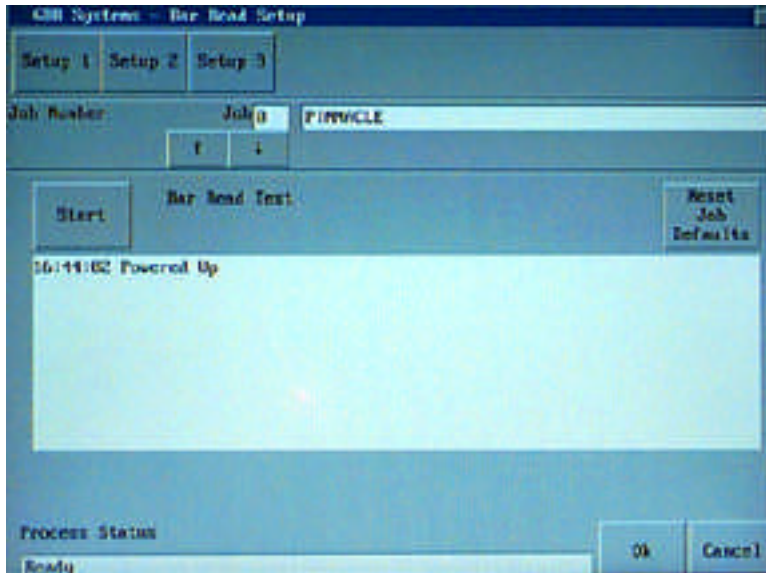 GBR Systems - Bar Read Setup
Setup 1 Setup 2 Setup 3
Job Number Job 0 PINNACLE
↑ ↓
Start Bar Read Test Reset Job Defaults
16:44:02 Powered Up
Process Status
Ready
Ok Cancel